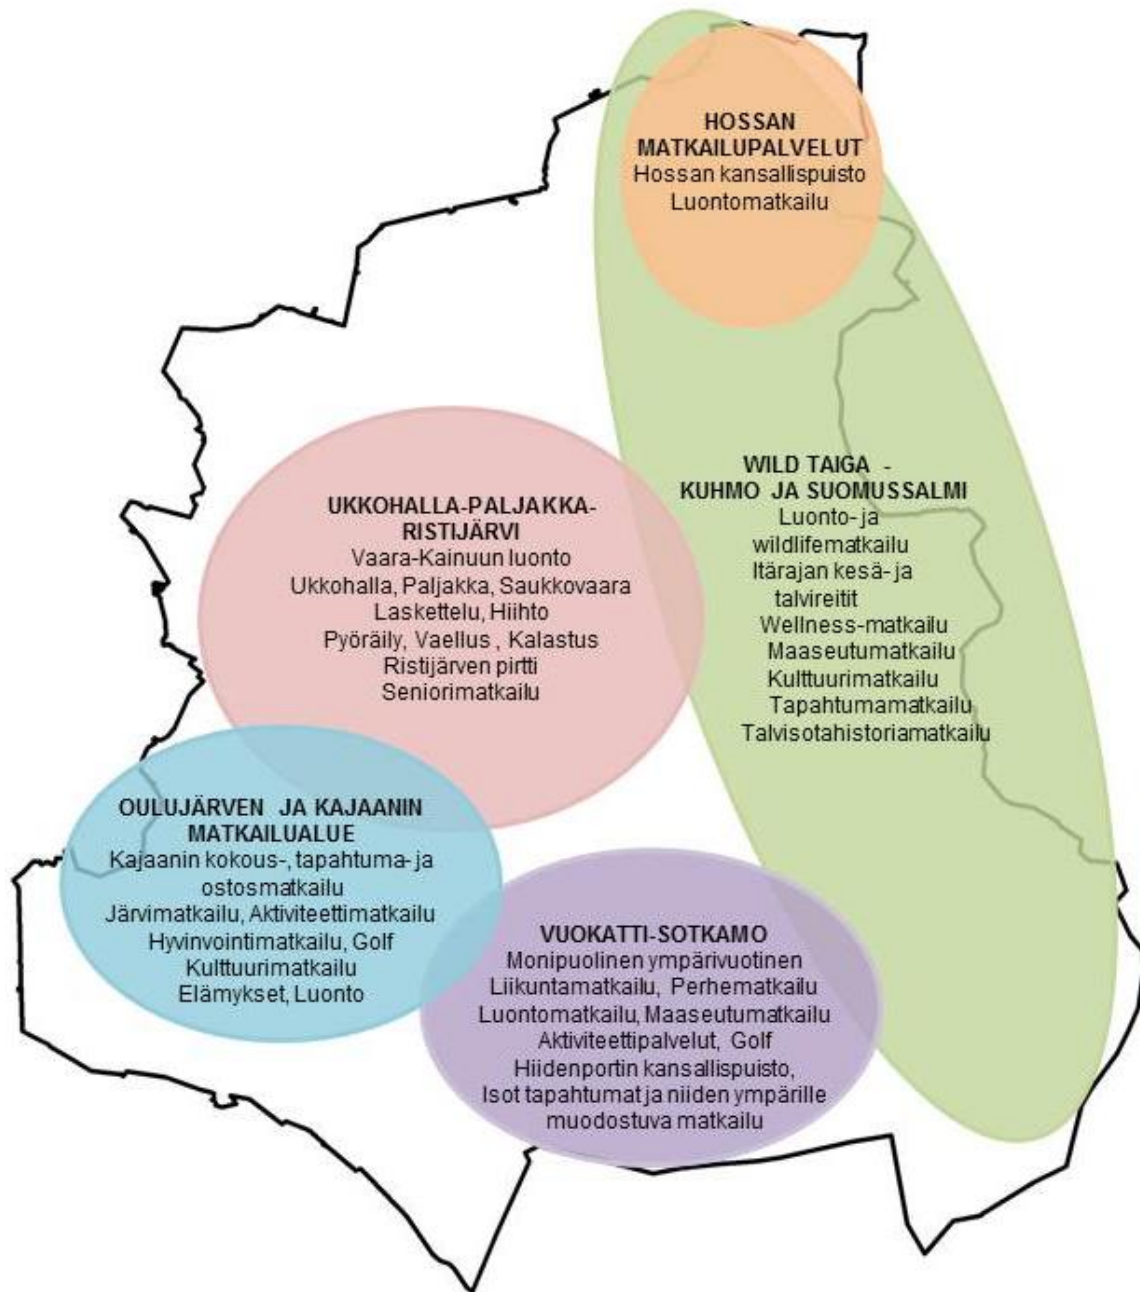 HOSSAN
MATKAILUPALVELUT
Hossan kansallispuisto
Luontomatkailu
WILD TAIGA -
KUHMO JA SUOMUSSALMI
Luonto- ja
wildlifematkailu
Itärajan kesä- ja
talvireitit
Wellness-matkailu
Maaseutumatkailu
Kulttuurimatkailu
Tapahtumamatkailu
Talvisotahistoriamatkailu
UKKOHALLA-PALJAKKA-
RISTIJÄRVI
Vaara-Kainuun luonto
Ukkohalla, Paljakka, Saukkovaara
Laskettelu, Hiihto
Pyöräily, Vaellus , Kalastus
Ristijärven pirtti
Seniorimatkailu
OULUJÄRVEN JA KAJAANIN
MATKAILUALUE
Kajaanin kokous-, tapahtuma- ja
ostosmatkailu
Järvimatkailu, Aktiviteettimatkailu
Hyvinvointimatkailu, Golf
Kulttuurimatkailu
Elämykset, Luonto
VUOKATTI-SOTKAMO
Monipuolinen ympärivuotinen
Liikuntamatkailu, Perhematkailu
Luontomatkailu, Maaseutumatkailu
Aktiviteettipalvelut, Golf
Hiidenportin kansallispuisto,
Isot tapahtumat ja niiden ympärille
muodostuva matkailu